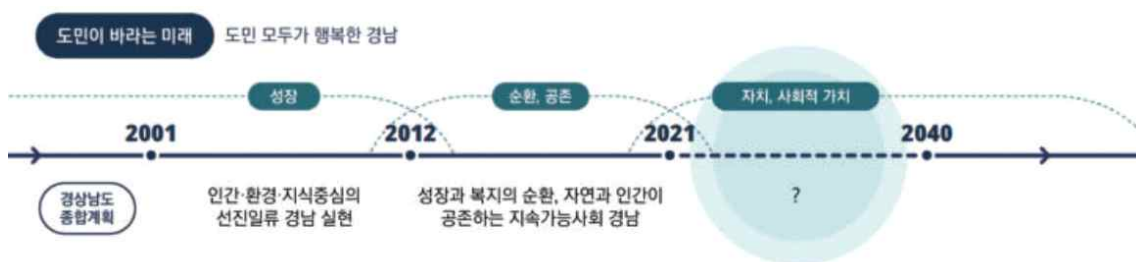 도민이 바라는 미래 도민 모두가 행복한 경남
성장 순환, 공존 자치, 사회적 가치
2001 2012 2021 2040
경상남도
종합계획
인간·환경·지식중심의
선진일류 경남 실현
성장과 복지의 순환, 자연과 인간이
공존하는 지속가능사회 경남
?